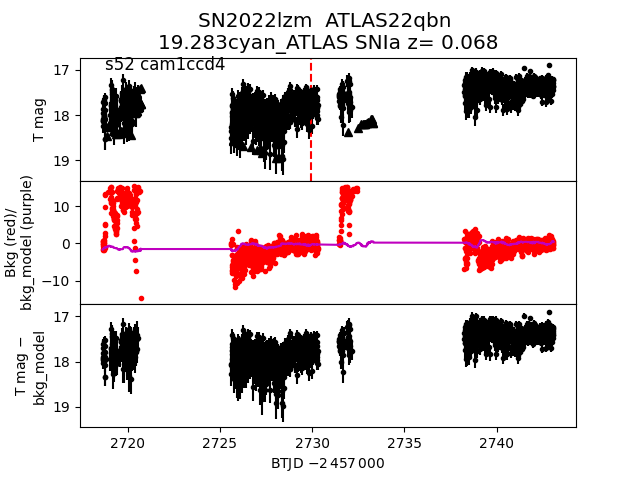 SN2022lzm  ATLAS22qbn
19.283cyan_ATLAS SNIa z= 0.068
s52 cam1ccd4
17
18
19
T mag
10
0
−10
Bkg (red)/
bkg_model (purple)
17
18
19
T mag −
bkg_model
2720
2725
2730
2735
2740
BTJD −2 457 000